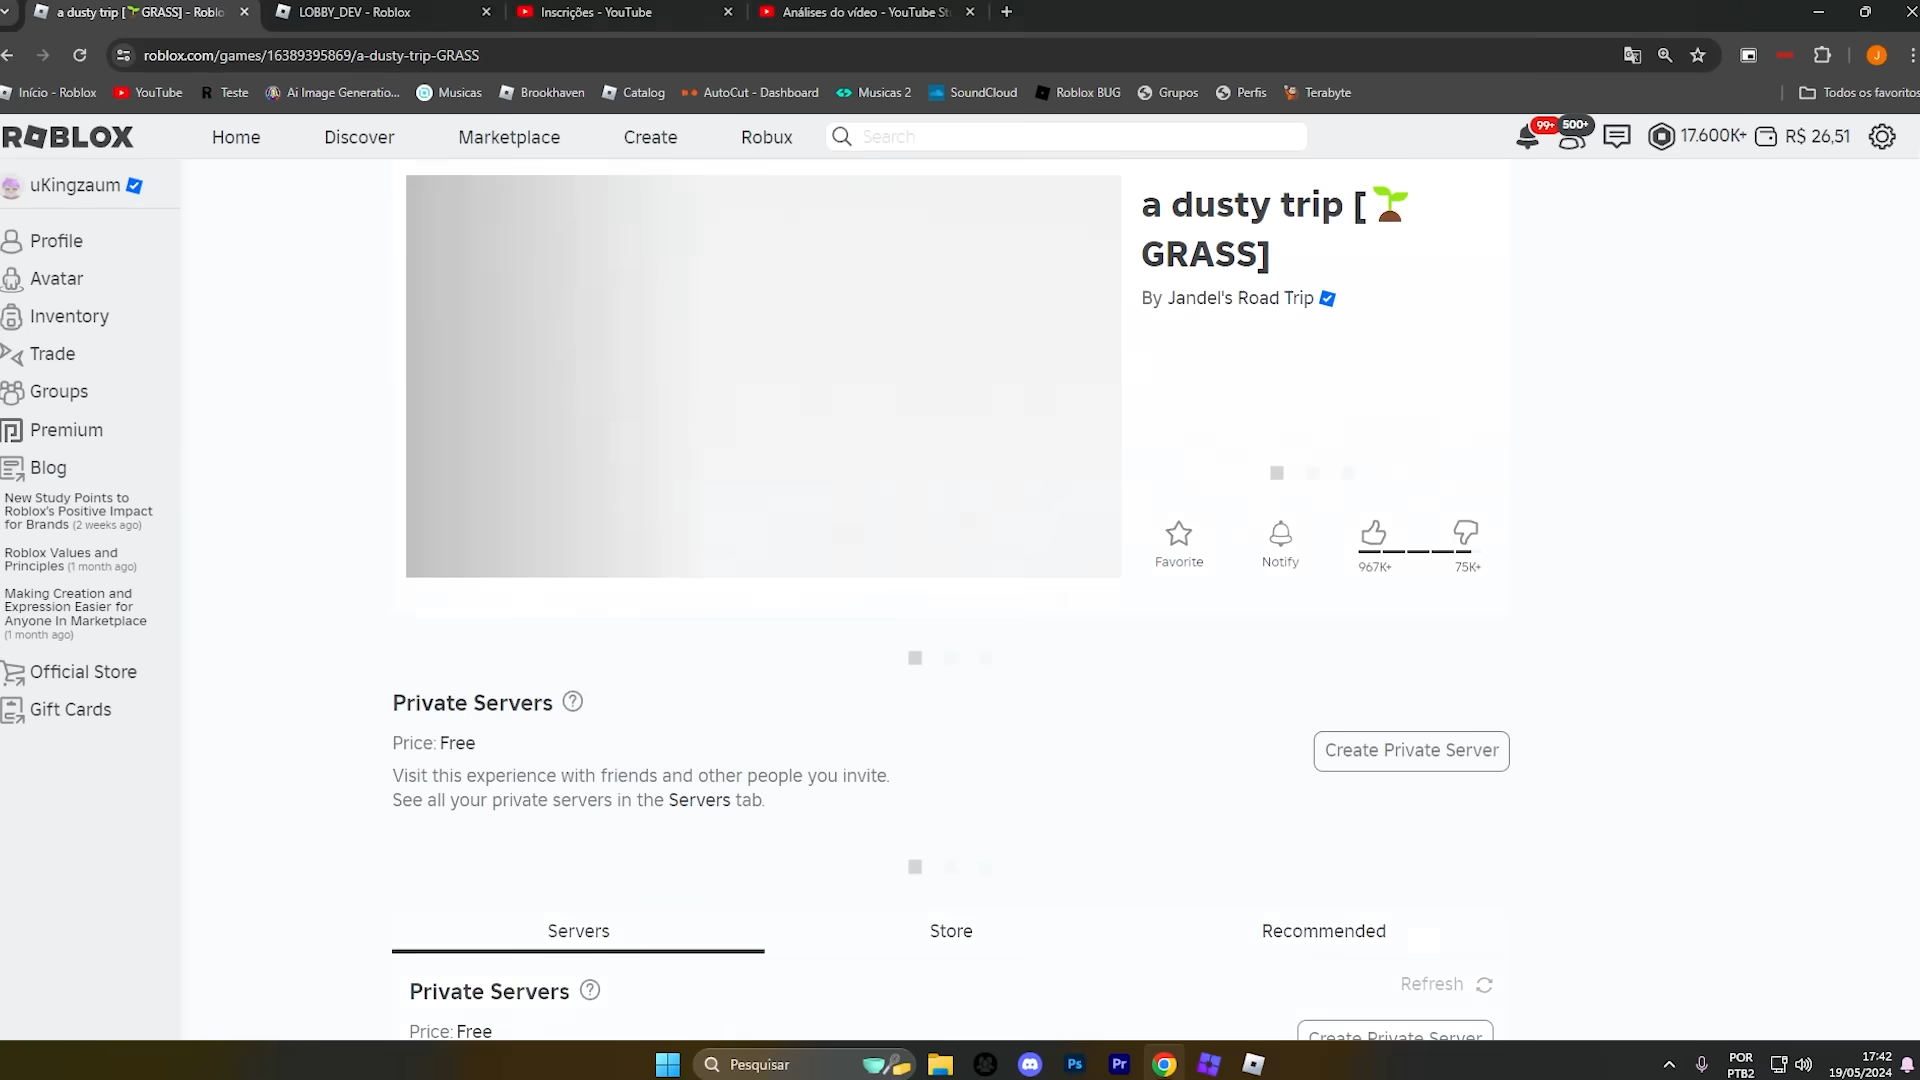 a dusty trip [🌱GRASS] - Roblo
LOBBY_DEV - Roblox
Inscrições - YouTube
Análises do vídeo - YouTube St
roblox.com/games/16389395869/a-dusty-trip-GRASS
J
Início - Roblox
YouTube
Teste
Ai Image Generatio...
Musicas
Brookhaven
Catalog
AutoCut - Dashboard
Musicas 2
SoundCloud
Roblox BUG
Grupos
Perfis
Terabyte
Todos os favoritos
ROBLOX
Home
Discover
Marketplace
Create
Robux
Search
99+
500+
17.600K+
R$ 26,51
uKingzaum
Profile
Avatar
Inventory
Trade
Groups
Premium
Blog
New Study Points to
Roblox's Positive Impact
for Brands (2 weeks ago)
Roblox Values and
Principles (1 month ago)
Making Creation and
Expression Easier for
Anyone In Marketplace
(1 month ago)
Official Store
Gift Cards
a dusty trip [🌱
GRASS]
By Jandel's Road Trip
Favorite
Notify
967K+
75K+
Private Servers
Price: Free
Visit this experience with friends and other people you invite.
See all your private servers in the Servers tab.
Create Private Server
Servers
Store
Recommended
Private Servers
Refresh
Price: Free
Create Private Server
Pesquisar
Ps
Pr
POR
PTB2
17:42
19/05/2024